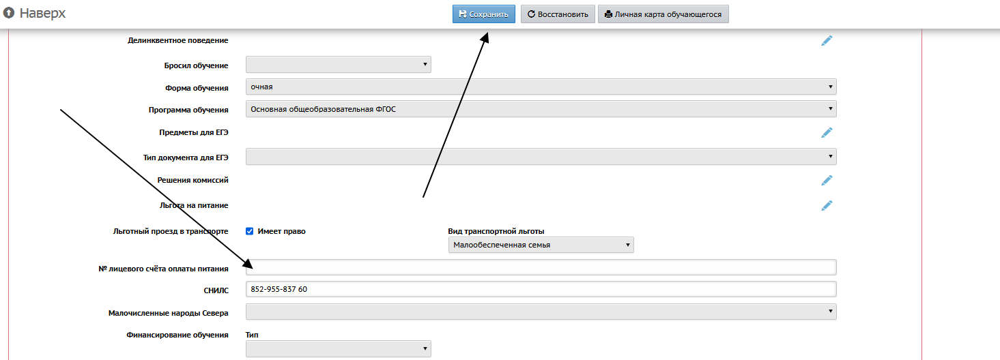 Наверх
Сохранить Восстановить Личная карта обучающегося
Делинквентное поведение
Бросил обучение
Форма обучения очная
Программа обучения Основная общеобразовательная ФГОС
Предметы для ЕГЭ
Тип документа для ЕГЭ
Решения комиссий
Льгота на питание
Льготный проезд в транспорте Имеет право Вид транспортной льготы
Малообеспеченная семья
№ лицевого счёта оплаты питания
СНИЛС 852-955-837 60
Малочисленные народы Севера
Финансирование обучения Тип